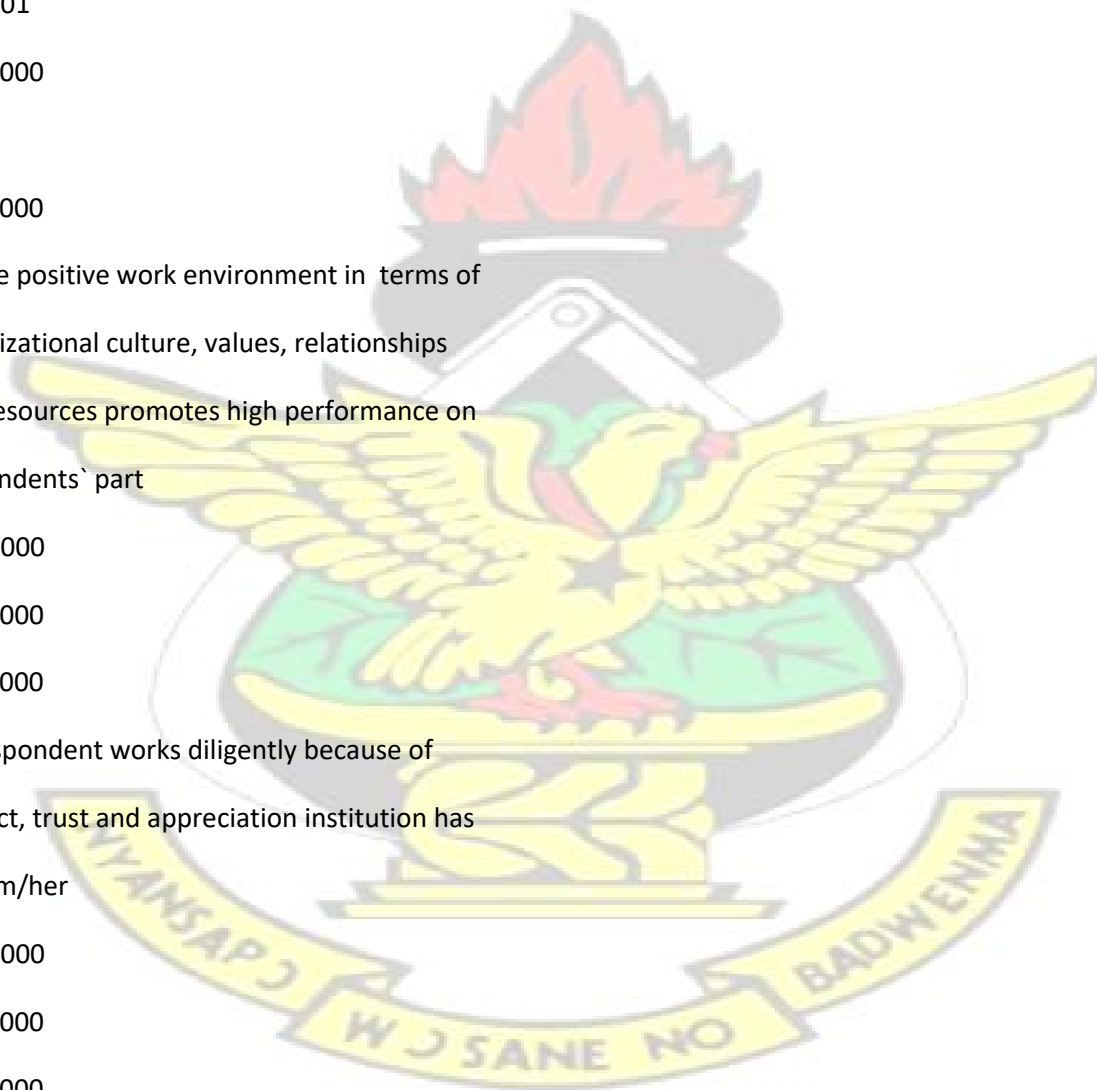 01
000
000
e positive work environment in terms of
izational culture, values, relationships
esources promotes high performance on
ndents` part
000
000
000
spondent works diligently because of
ct, trust and appreciation institution has
m/her
000
000
000
NYANSAPƆ WƆSANE NO BADWENMA